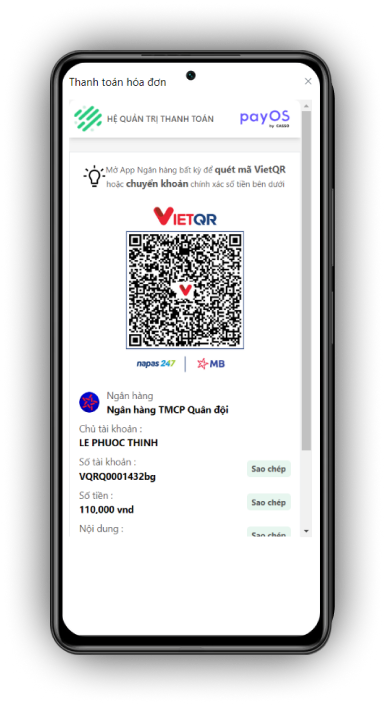 Thanh toán hóa đơn ×
HỆ QUẢN TRỊ THANH TOÁN payOS
by CASSO
Mở App Ngân hàng bất kỳ để quét mã VietQR
hoặc chuyển khoản chính xác số tiền bên dưới
VIETQR
napas 247 MB
Ngân hàng
Ngân hàng TMCP Quân đội
Chủ tài khoản :
LE PHUOC THINH
Số tài khoản :
VQRQ0001432bg Sao chép
Số tiền :
110,000 vnd Sao chép
Nội dung :
Sao chép